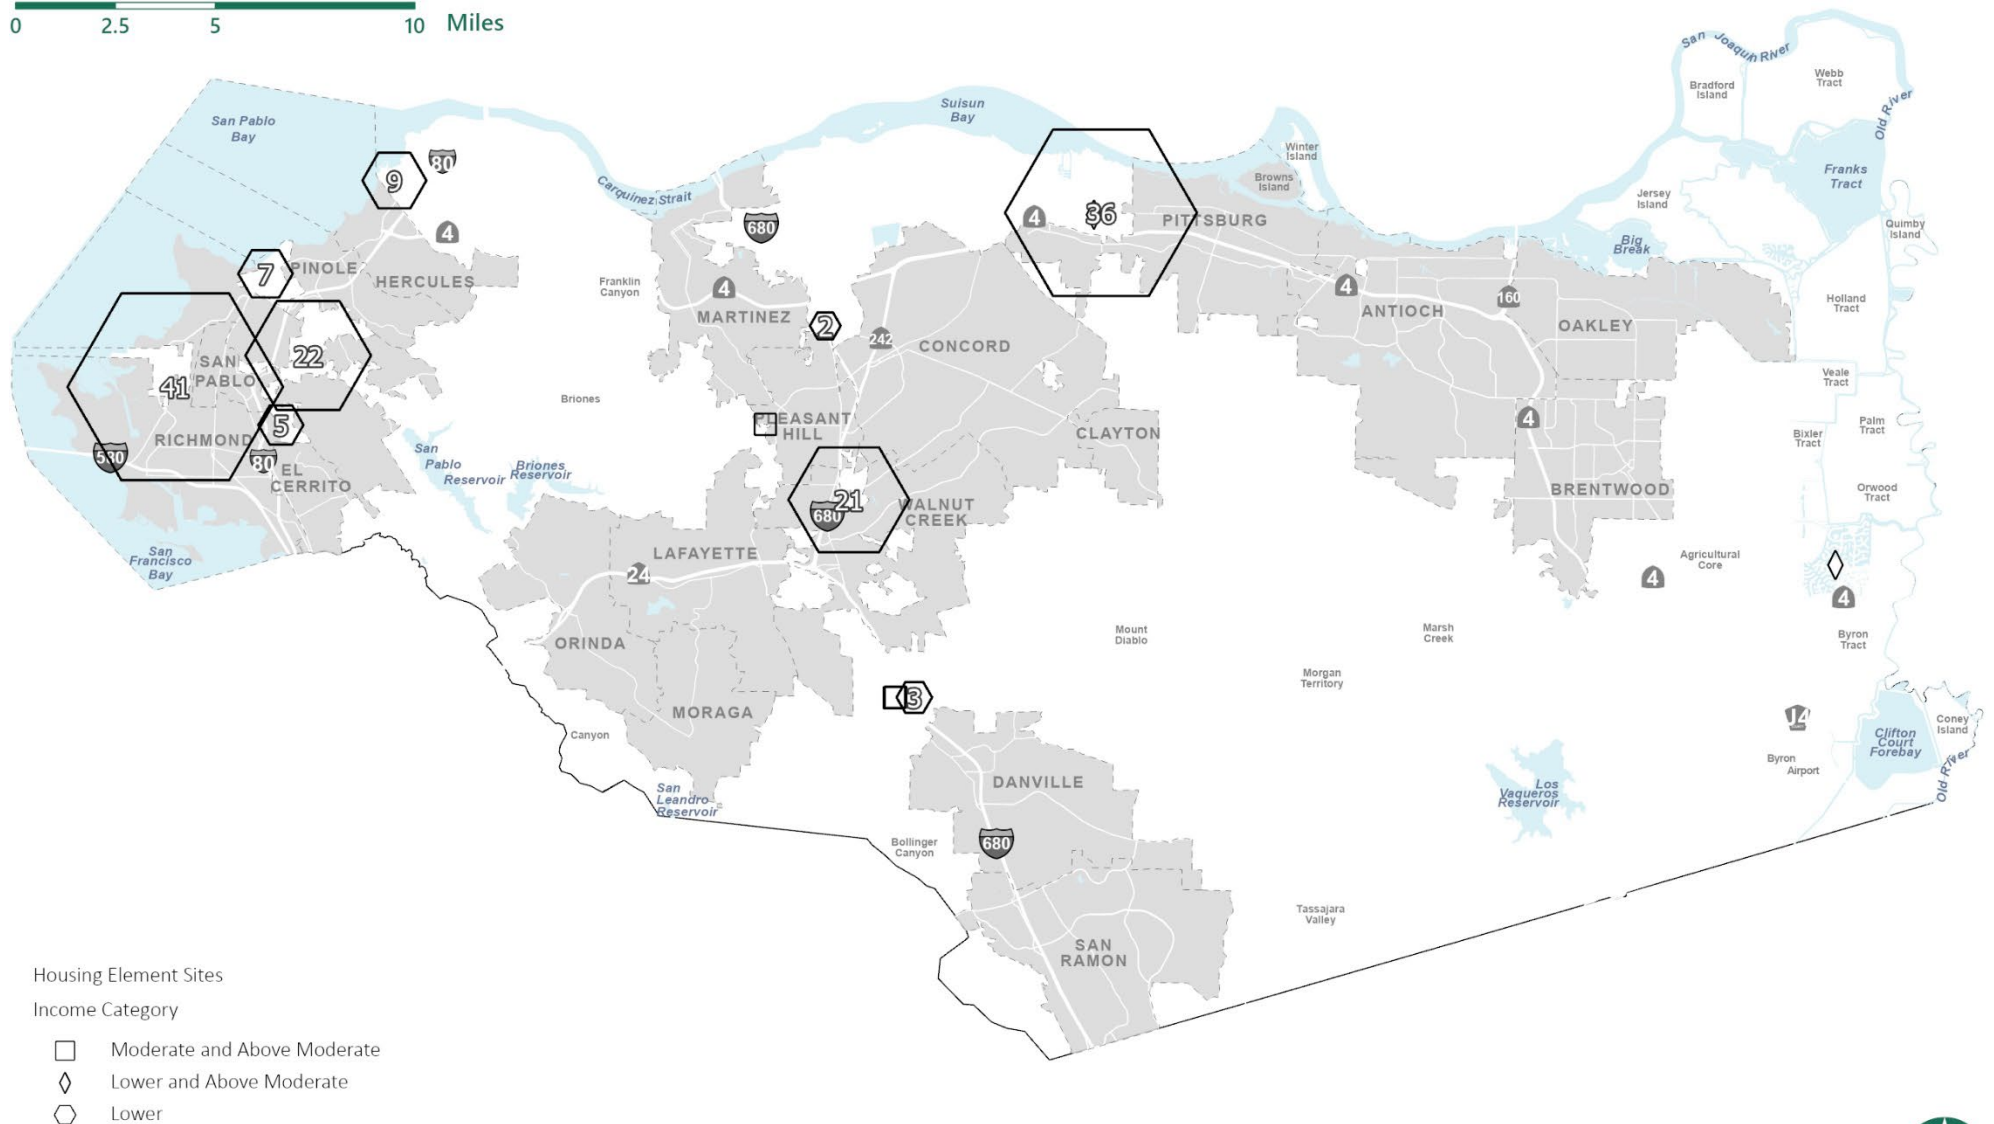 0 2.5 5 10 Miles
San Joaquin River
Webb
Tract
Bradford
Island
Old River
San Pablo
Bay
Suisun
Bay
Winter
Island
80
9
Franks
Tract
Carquinez Strait
Browns
Island
Jersey
Island
4
36
PITTSBURG
680
4
Quimby
Island
Big
Break
7
PINOLE
HERCULES
Franklin
Canyon
4
MARTINEZ
4
ANTIOCH
160
OAKLEY
Holland
Tract
2
242
CONCORD
22
SAN
PABLO
41
Briones
Veale
Tract
5
RICHMOND
PLEASANT
HILL
CLAYTON
4
Palm
Tract
Bixler
Tract
580
80
EL
CERRITO
San
Pablo
Reservoir
Briones
Reservoir
21
680
WALNUT
CREEK
BRENTWOOD
Orwood
Tract
San
Francisco
Bay
LAFAYETTE
24
Agricultural
Core
4
4
ORINDA
Mount
Diablo
Marsh
Creek
Byron
Tract
Morgan
Territory
3
MORAGA
Canyon
J4
Coney
Island
Clifton
Court
Forebay
Byron
Airport
Old River
San
Leandro
Reservoir
DANVILLE
Los
Vaqueros
Reservoir
Bollinger
Canyon
680
Tassajara
Valley
SAN
RAMON
Housing Element Sites
Income Category
Moderate and Above Moderate
Lower and Above Moderate
Lower